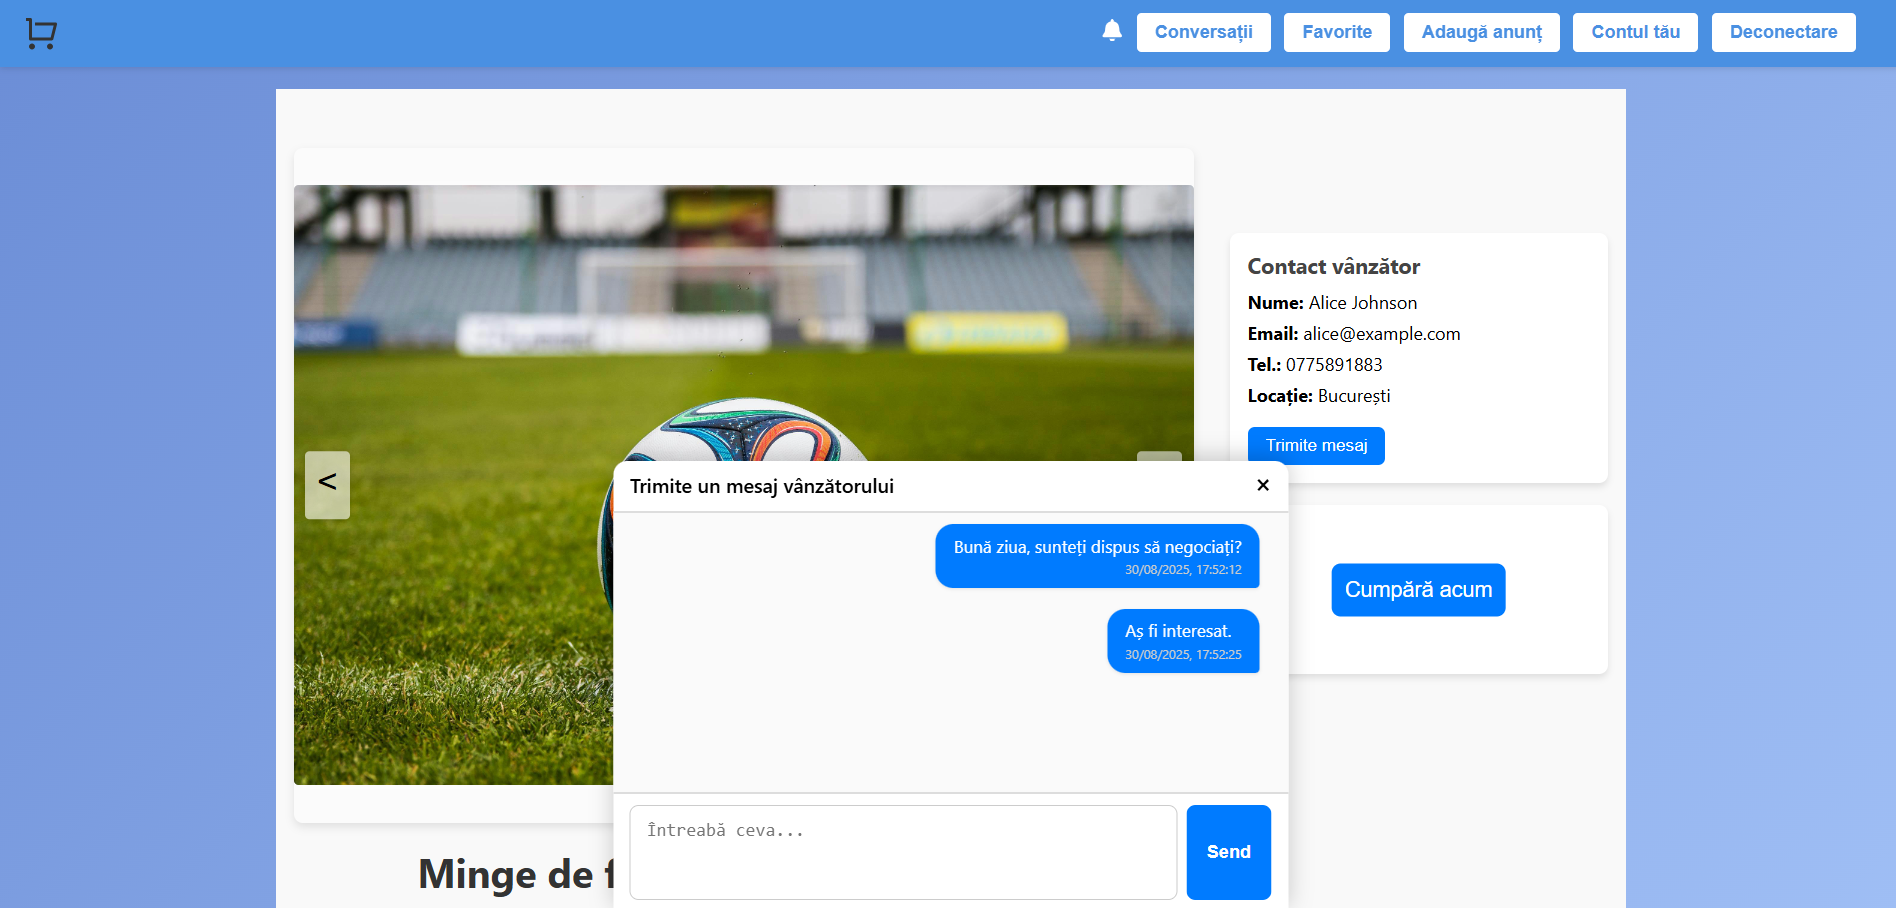 Conversații
Favorite
Adaugă anunț
Contul tău
Deconectare
Contact vânzător
Nume: Alice Johnson
Email: alice@example.com
Tel.: 0775891883
Locație: București
Trimite mesaj
<
Trimite un mesaj vânzătorului
×
Bună ziua, sunteți dispus să negociați?
30/08/2025, 17:52:12
Aș fi interesat.
30/08/2025, 17:52:25
Cumpără acum
Întreabă ceva...
Send
Minge de